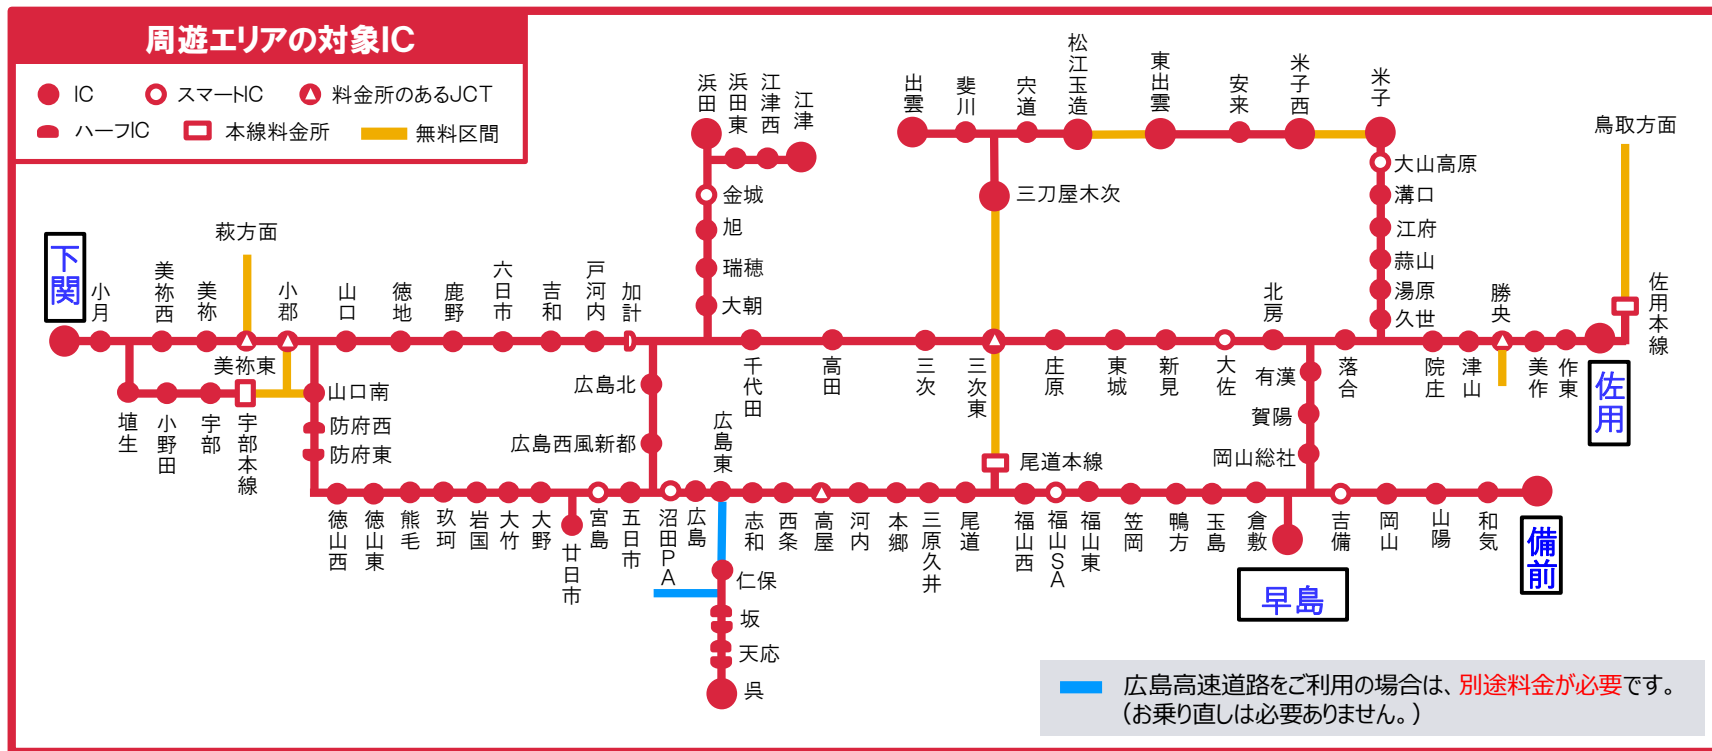 周遊エリアの対象IC
IC
スマートIC
料金所のあるJCT
ハーフIC
本線料金所
無料区間
浜田
浜田東
江津西
江津
出雲
斐川
宍道
松江玉造
東出雲
安来
米子西
米子
鳥取方面
大山高原
溝口
江府
蒜山
湯原
久世
金城
旭
瑞穂
大朝
三刀屋木次
萩方面
下関
小月
美祢西
美祢
小郡
山口
徳地
鹿野
六日市
吉和
戸河内
加計
北房
勝央
佐用本線
美祢東
千代田
高田
三次
三次東
庄原
東城
新見
大佐
落合
院庄
津山
美作
作東
佐用
埴生
小野田
宇部
宇部本線
山口南
防府西
防府東
広島北
広島西風新都
広島東
尾道本線
有漢
賀陽
岡山総社
徳山西
徳山東
熊毛
玖珂
岩国
大竹
大野
廿日市
宮島
五日市
沼田PA
広島
志和
西条
高屋
河内
本郷
三原久井
尾道
福山西
福山SA
福山東
笠岡
鴨方
玉島
倉敷
吉備
岡山
山陽
和気
備前
早島
仁保
坂
天応
呉
広島高速道路をご利用の場合は、別途料金が必要です。
（お乗り直しは必要ありません。）